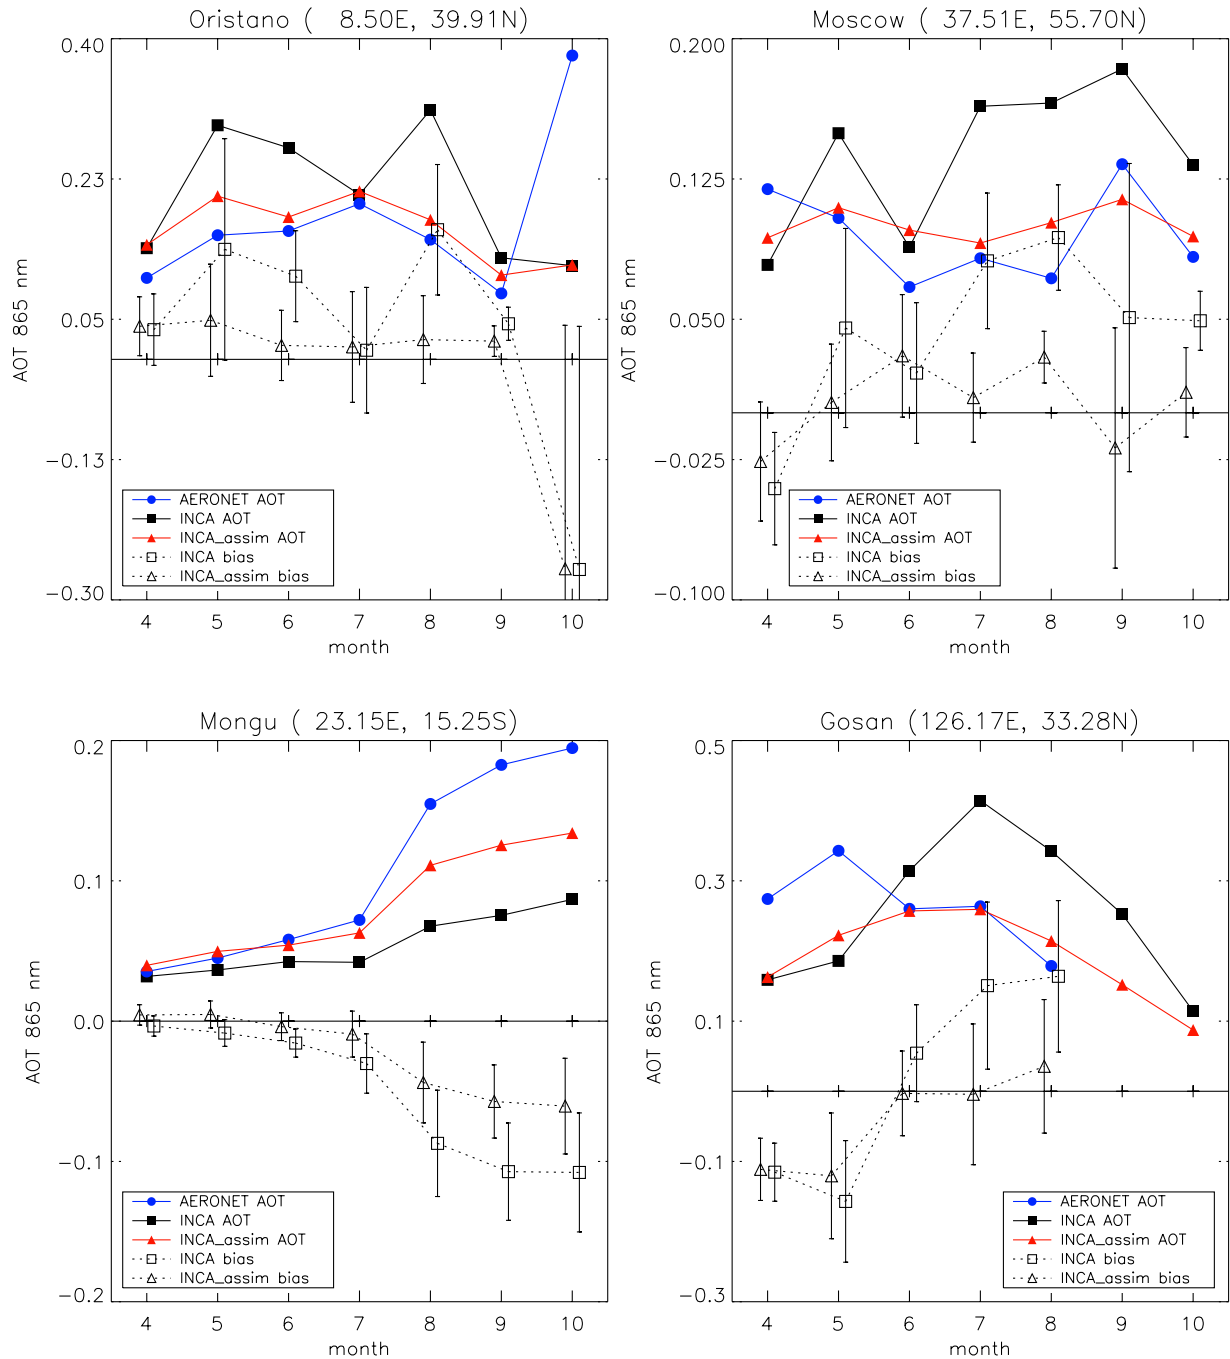 Oristano ( 8.50E, 39.91N)
0.40
0.23
0.05
-0.13
-0.30
AOT 865 nm
AERONET AOT
INCA AOT
INCA_assim AOT
INCA bias
INCA_assim bias
4 5 6 7 8 9 10
month
Moscow ( 37.51E, 55.70N)
0.200
0.125
0.050
-0.025
-0.100
AOT 865 nm
AERONET AOT
INCA AOT
INCA_assim AOT
INCA bias
INCA_assim bias
4 5 6 7 8 9 10
month
Mongu ( 23.15E, 15.25S)
0.2
0.1
0.0
-0.1
-0.2
AOT 865 nm
AERONET AOT
INCA AOT
INCA_assim AOT
INCA bias
INCA_assim bias
4 5 6 7 8 9 10
month
Gosan (126.17E, 33.28N)
0.5
0.3
0.1
-0.1
-0.3
AOT 865 nm
AERONET AOT
INCA AOT
INCA_assim AOT
INCA bias
INCA_assim bias
4 5 6 7 8 9 10
month